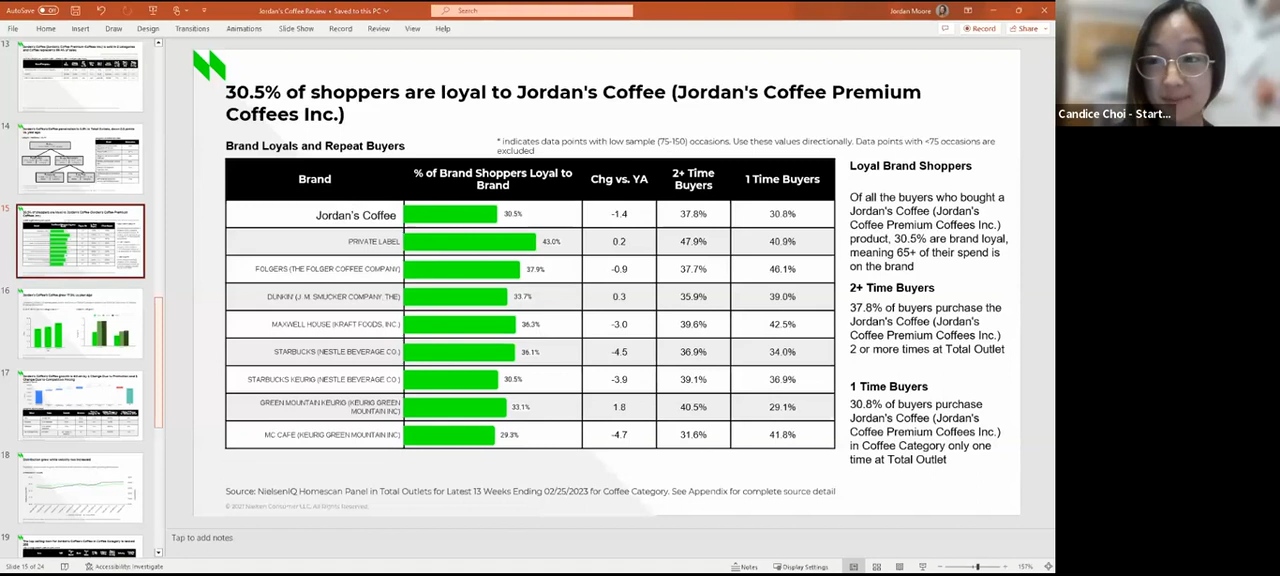 AutoSave Off
Jordan's Coffee Review • Saved to this PC
Search
Jordan Moore
File Home Insert Draw Design Transitions Animations Slide Show Record Review View Help
Record Share
13
14
15
16
17
18
19
30.5% of shoppers are loyal to Jordan's Coffee (Jordan's Coffee Premium
Coffees Inc.)
Brand Loyals and Repeat Buyers
* Indicates data points with low sample (75-150) occasions. Use these values directionally. Data points with <75 occasions are
excluded
Brand
% of Brand to
Brand
Chg vs. YA
2+ Time
Buyers
1 Time
Jordan's Coffee 30.5% -1.4 37.8% 30.8%
PRIVATE LABEL 43.0% 0.2 47.9% 40.9%
FOLGERS (THE FOLGER COFFEE COMPANY) 37.9% -0.9 37.7% 46.1%
DUNKIN' (J. M. SMUCKER COMPANY, THE) 33.7% 0.3 35.9% 39.0%
MAXWELL HOUSE (KRAFT FOODS, INC.) 36.3% -3.0 39.6% 42.5%
STARBUCKS (NESTLE BEVERAGE CO.) 36.1% -4.5 36.9% 34.0%
STARBUCKS KEURIG (NESTLE BEVERAGE CO.) 30.5% -3.9 39.1%
GREEN MOUNTAIN KEURIG (KEURIG GREEN
MOUNTAIN INC) 33.1% 1.8 40.5% 29.1%
MC CAFE (KEURIG GREEN MOUNTAIN INC) 29.3% -4.7 31.6% 41.8%
Loyal Brand Shoppers
Of all the buyers who bought a
Jordan's Coffee (Jordan's
Coffee Premium Coffees Inc.)
product, 30.5% are brand loyal,
meaning 65+ of their spend is
on the brand
2+ Time Buyers
37.8% of buyers purchase the
Jordan's Coffee (Jordan's
Coffee Premium Coffees Inc.)
2 or more times at Total Outlet
1 Time Buyers
30.8% of buyers purchase
Jordan's Coffee (Jordan's
Coffee Premium Coffees Inc.)
in Coffee Category only one
time at Total Outlet
Source: NielsenIQ Homescan Panel in Total Outlets for Latest 13 Weeks Ending 02/25/2023 for Coffee Category. See Appendix for complete source detail
© 2021 Nielsen Consumer LLC. All Rights Reserved.
Tap to add notes
Slide 15 of 24
Accessibility: Investigate
Notes
Display Settings
157%
Candice Choi - Start...